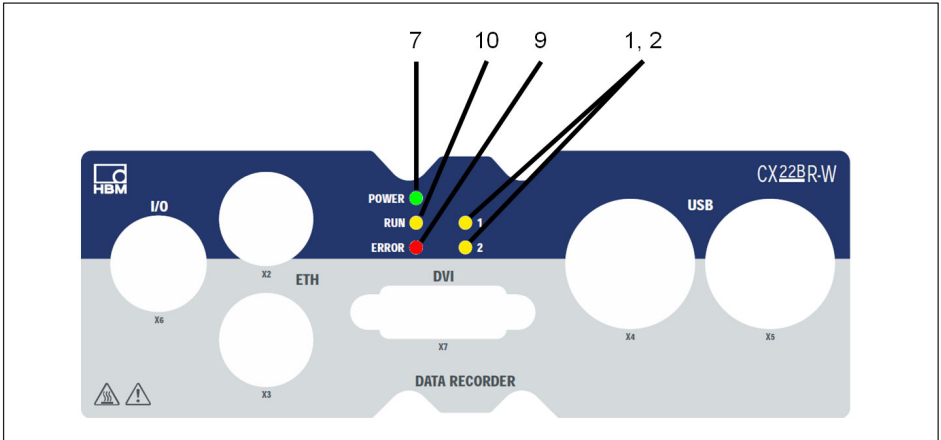 7 10 9 1, 2
HBM
CX22BR-W
I/O
POWER
USB
RUN 1
ERROR 2
X2
ETH
DVI
X6
X7
X4
X5
X3
DATA RECORDER